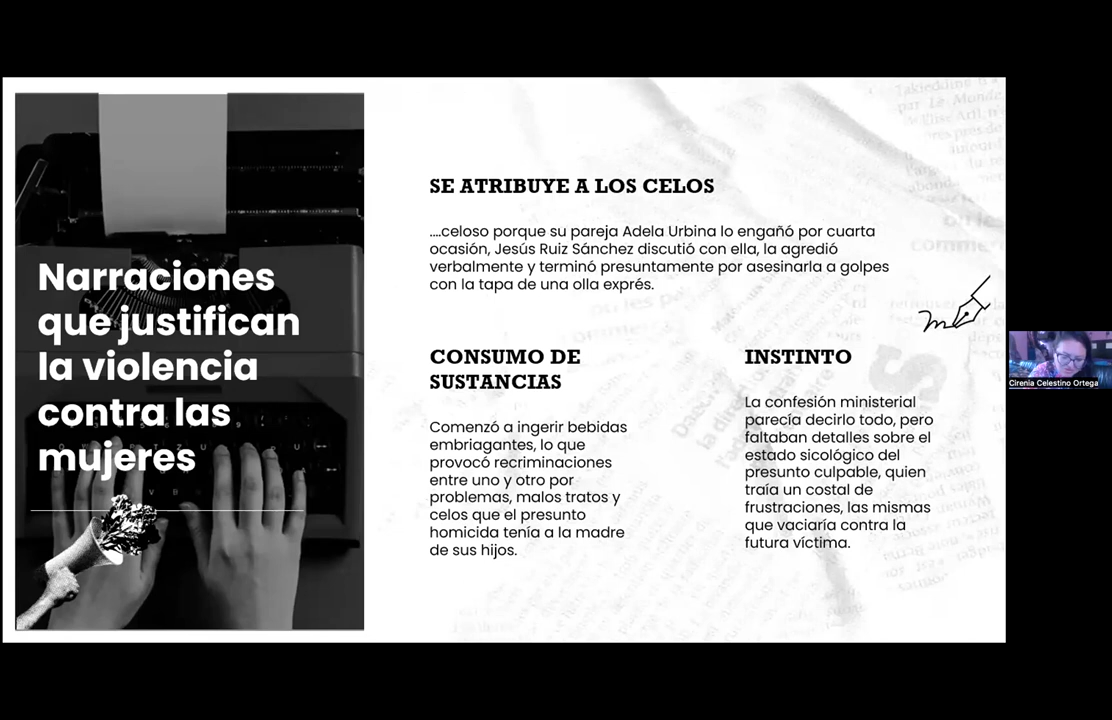 Narraciones
que justifican
la violencia
contra las
mujeres
SE ATRIBUYE A LOS CELOS
....celoso porque su pareja Adela Urbina lo engañó por cuarta
ocasión, Jesús Ruiz Sánchez discutió con ella, la agredió
verbalmente y terminó presuntamente por asesinarla a golpes
con la tapa de una olla exprés.
CONSUMO DE
SUSTANCIAS
Comenzó a ingerir bebidas
embriagantes, lo que
provocó recriminaciones
entre uno y otro por
problemas, malos tratos y
celos que el presunto
homicida tenía a la madre
de sus hijos.
INSTINTO
La confesión ministerial
parecía decirlo todo, pero
faltaban detalles sobre el
estado sicológico del
presunto culpable, quien
traía un costal de
frustraciones, las mismas
que vaciaría contra la
futura víctima.
Cirenia Celestino Ortega